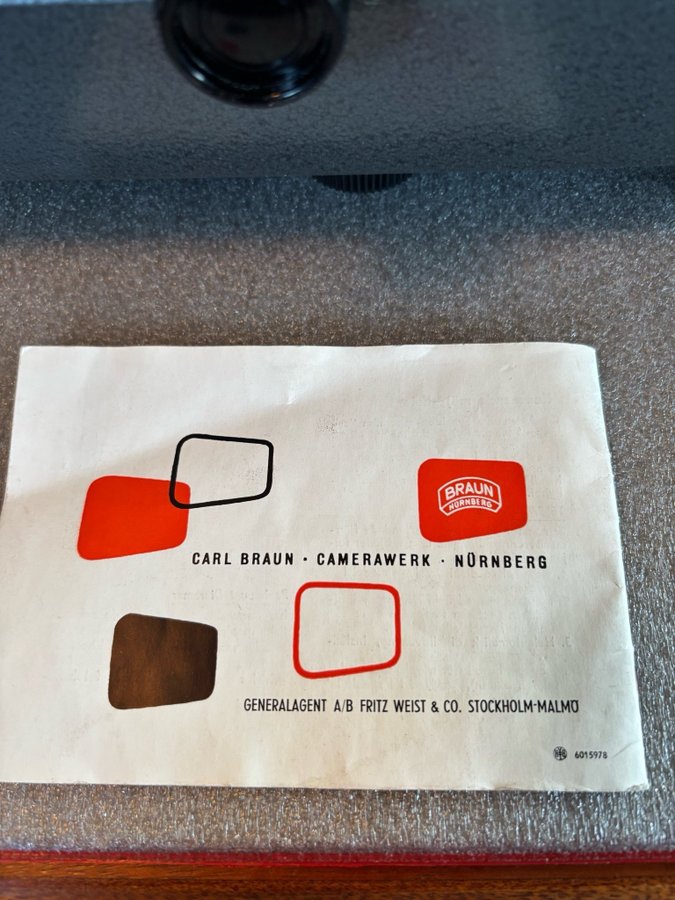 BRAUN
NÜRNBERG
CARL BRAUN · CAMERAWERK · NÜRNBERG
GENERALAGENT A/B FRITZ WEIST & CO. STOCKHOLM-MALMÖ
6015978